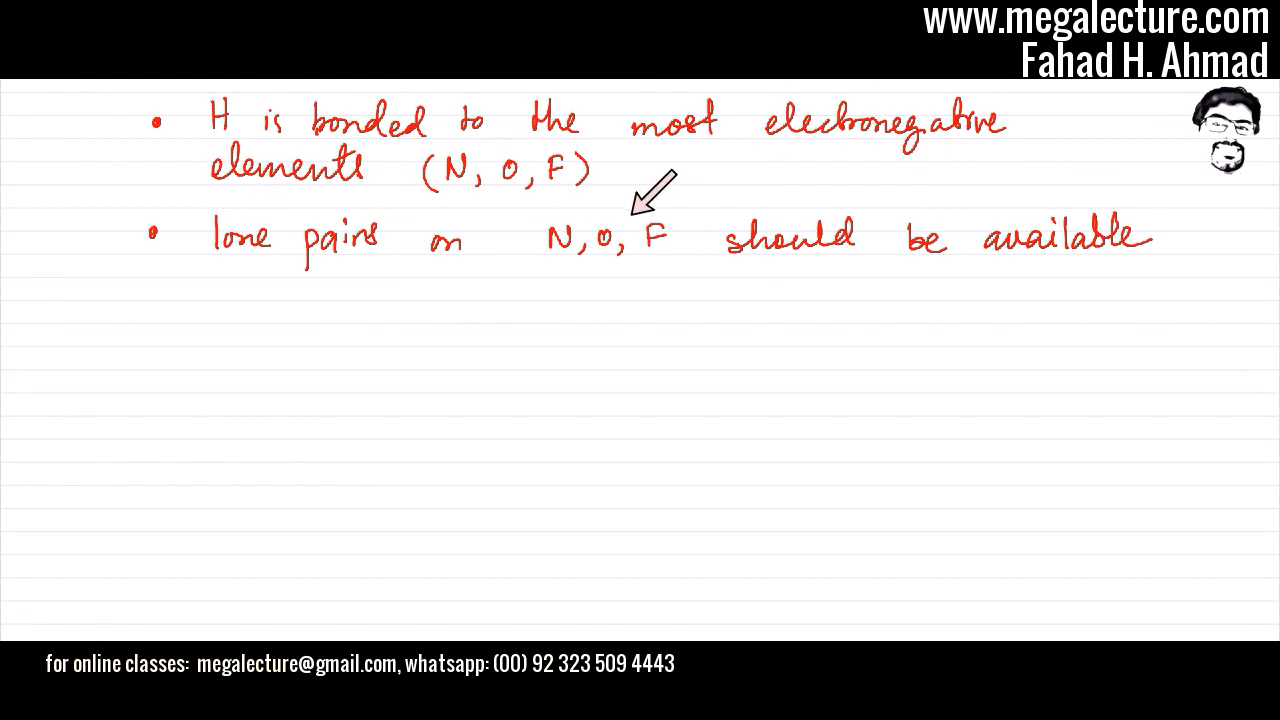 www.megalecture.com
Fahad H. Ahmad
• H is bonded to the most electronegative
elements (N, O, F)
• lone pairs on N, O, F should be available
for online classes: megalecture@gmail.com, whatsapp: (00) 92 323 509 4443